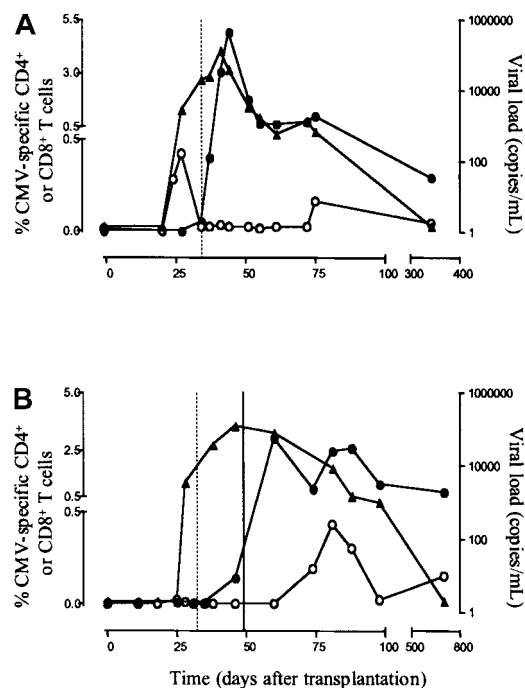 A
5.5
3.0
0.5
0.5
0.0
% CMV-specific CD4+
or CD8+ T cells
1000000
10000
100
1
Viral load (copies/mL)
0 25 50 75 100 300 400
B
5.0
2.5
0.5
0.5
0.0
% CMV-specific CD4+
or CD8+ T cells
1000000
10000
100
1
Viral load (copies/mL)
0 25 50 75 100 500 800
Time (days after transplantation)